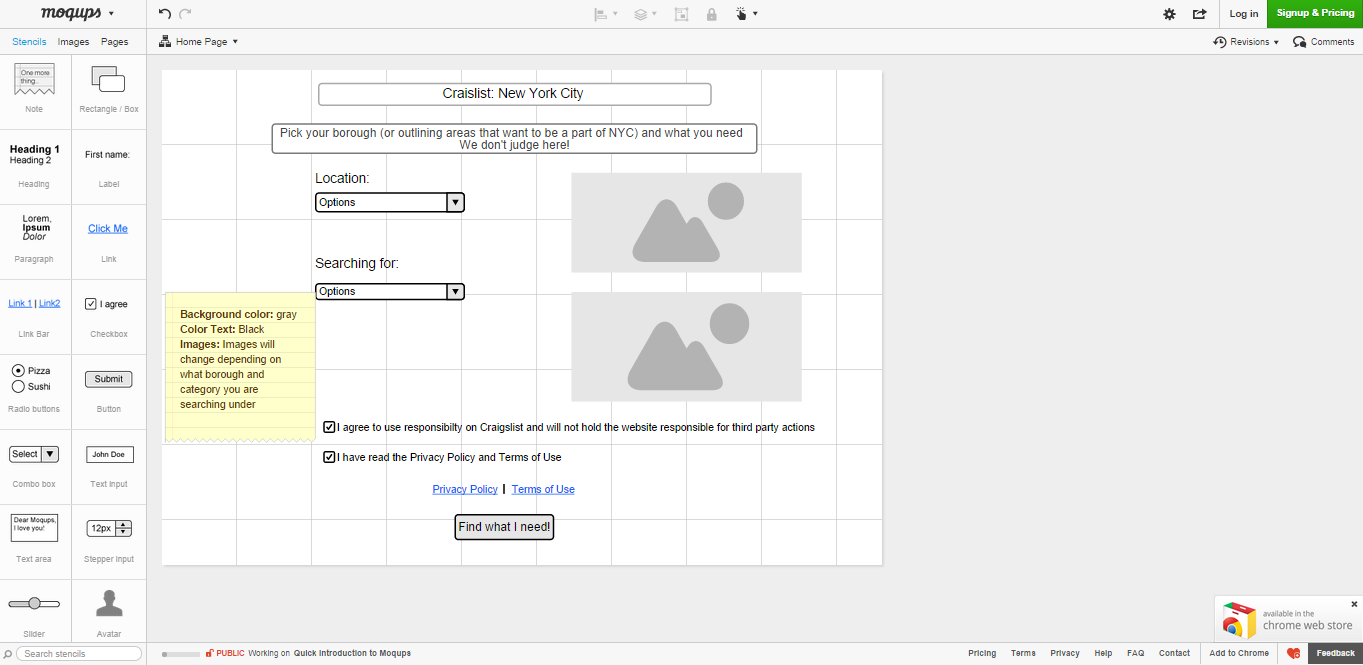 moqups
Log in
Signup & Pricing
Stencils Images Pages
Home Page
Revisions
Comments
One more
thing..
Note
Rectangle / Box
Heading 1
Heading 2
Heading
First name:
Label
Lorem,
Ipsum
Dolor
Paragraph
Click Me
Link
Link 1 | Link2
Link Bar
I agree
Checkbox
Pizza
Sushi
Radio buttons
Submit
Button
Select
Combo box
John Doe
Text Input
Dear Moqups,
I love you!
Text area
12px
Stepper Input
Slider
Avatar
Search stencils
Craislist: New York City
Pick your borough (or outlining areas that want to be a part of NYC) and what you need
We don't judge here!
Location:
Options
Searching for:
Options
Background color: gray
Color Text: Black
Images: Images will
change depending on
what borough and
category you are
searching under
I agree to use responsibilty on Craigslist and will not hold the website responsible for third party actions
I have read the Privacy Policy and Terms of Use
Privacy Policy | Terms of Use
Find what I need!
available in the
chrome web store
PUBLIC Working on Quick Introduction to Moqups
Pricing Terms Privacy Help FAQ Contact Add to Chrome Feedback